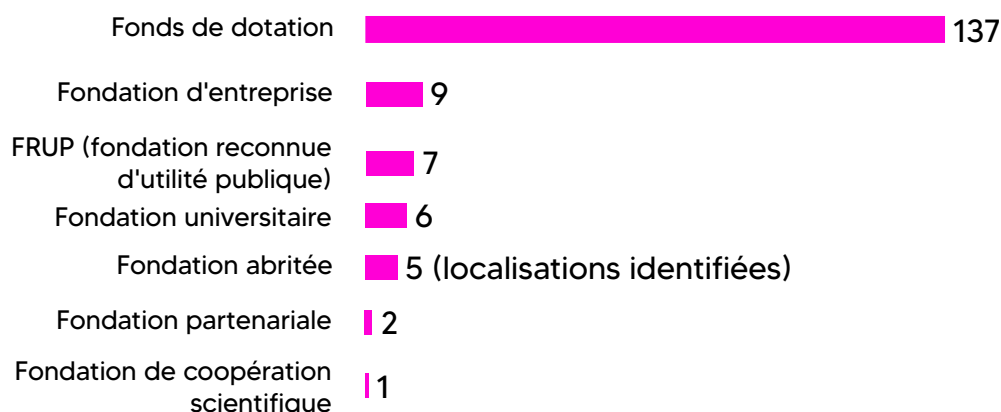 Fonds de dotation 137
Fondation d'entreprise 9
FRUP (fondation reconnue
d'utilité publique) 7
Fondation universitaire 6
Fondation abritée 5 (localisations identifiées)
Fondation partenariale 2
Fondation de coopération
scientifique 1